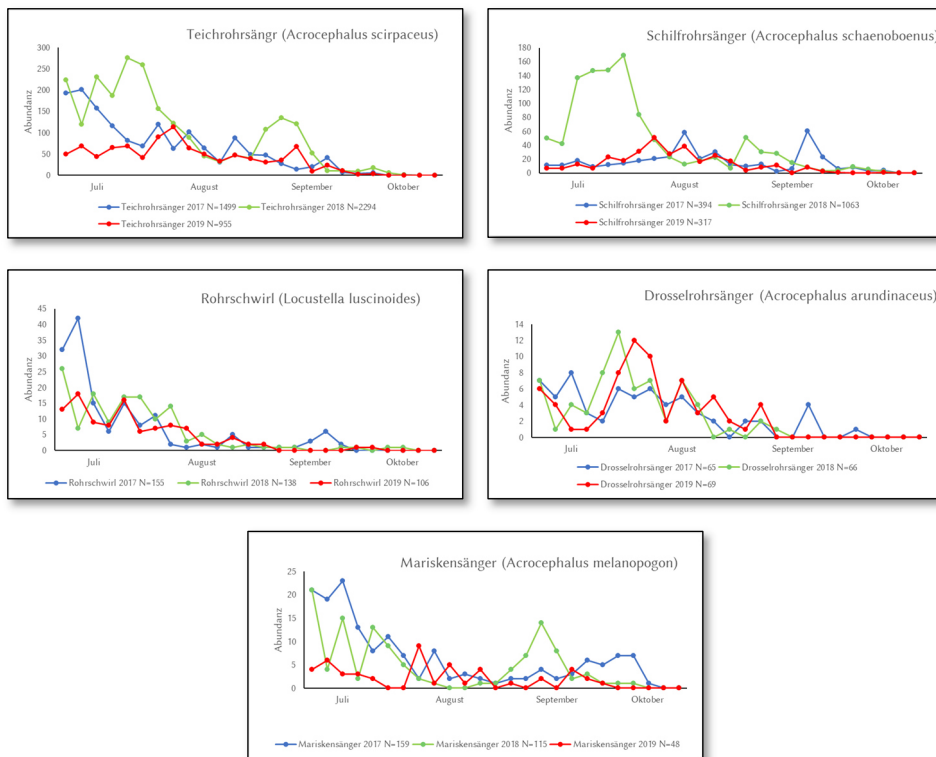 Teichrohrsängr (Acrocephalus scirpaceus)
300
250
200
150
100
50
0
Abundanz
Juli August September Oktober
Teichrohrsänger 2017 N=1499 Teichrohrsänger 2018 N=2294
Teichrohrsänger 2019 N=955
Schilfrohrsänger (Acrocephalus schaenoboenus)
180
160
140
120
100
80
60
40
20
0
Abundanz
Juli August September Oktober
Schilfrohrsänger 2017 N=394 Schilfrohrsänger 2018 N=1063
Schilfrohrsänger 2019 N=317
Rohrschwirl (Locustella luscinoides)
45
40
35
30
25
20
15
10
5
0
Abundanz
Juli August September Oktober
Rohrschwirl 2017 N=155 Rohrschwirl 2018 N=138 Rohrschwirl 2019 N=106
Drosselrohrsänger (Acrocephalus arundinaceus)
14
12
10
8
6
4
2
0
Abundanz
Juli August September Oktober
Drosselrohrsänger 2017 N=65 Drosselrohrsänger 2018 N=66
Drosselrohrsänger 2019 N=69
Mariskensänger (Acrocephalus melanopogon)
25
20
15
10
5
0
Abundanz
Juli August September Oktober
Mariskensänger 2017 N=159 Mariskensänger 2018 N=115 Mariskensänger 2019 N=48